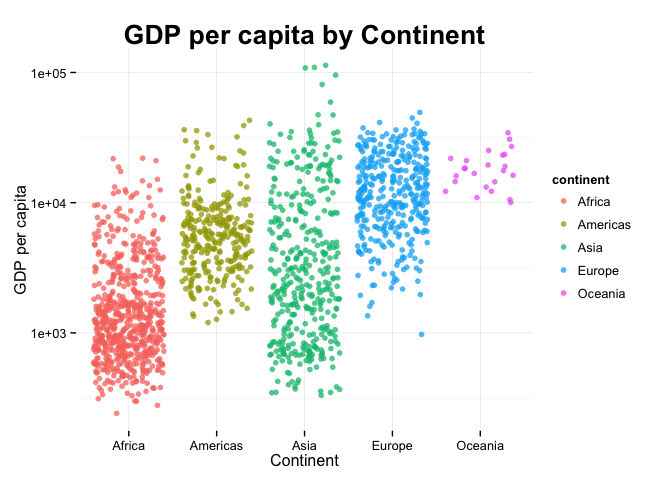 GDP per capita by Continent
GDP per capita
1e+05
1e+04
1e+03
Africa
Americas
Asia
Europe
Oceania
Continent
continent
Africa
Americas
Asia
Europe
Oceania